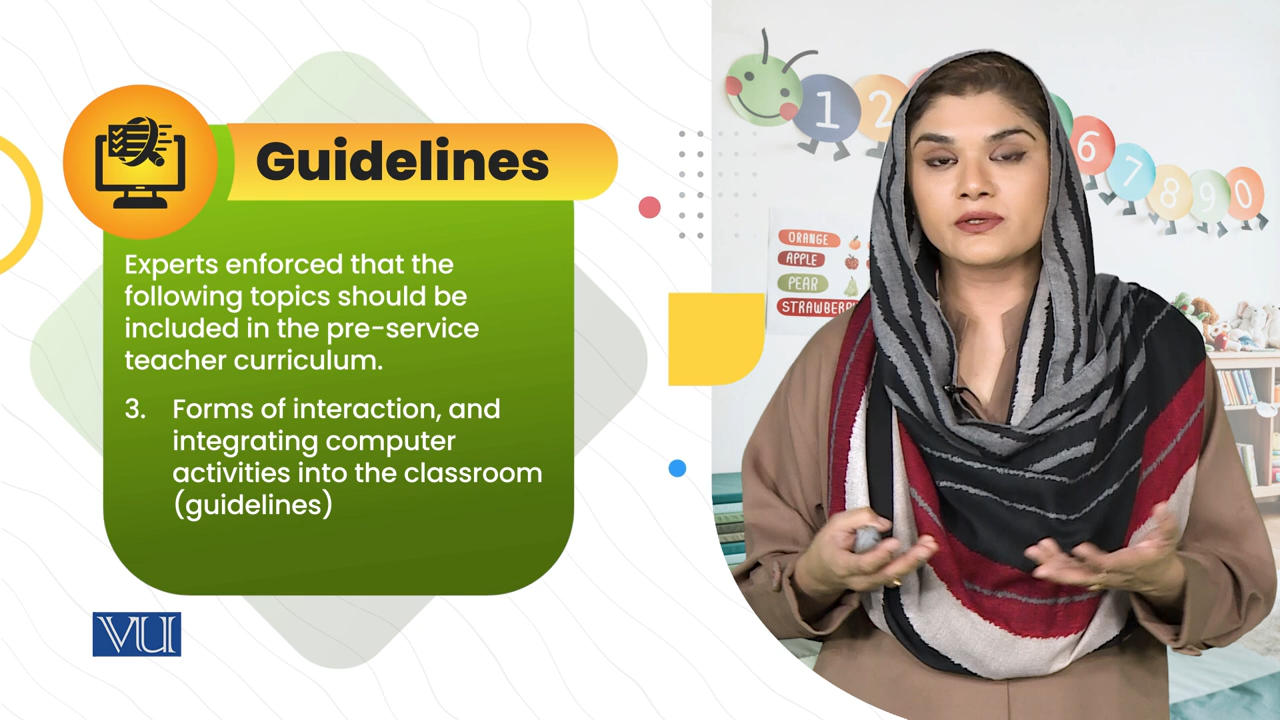 Guidelines
Experts enforced that the
following topics should be
included in the pre-service
teacher curriculum.
3. Forms of interaction, and
integrating computer
activities into the classroom
(guidelines)
VU
1 2
6 7 8 9 0
ORANGE
APPLE
PEAR